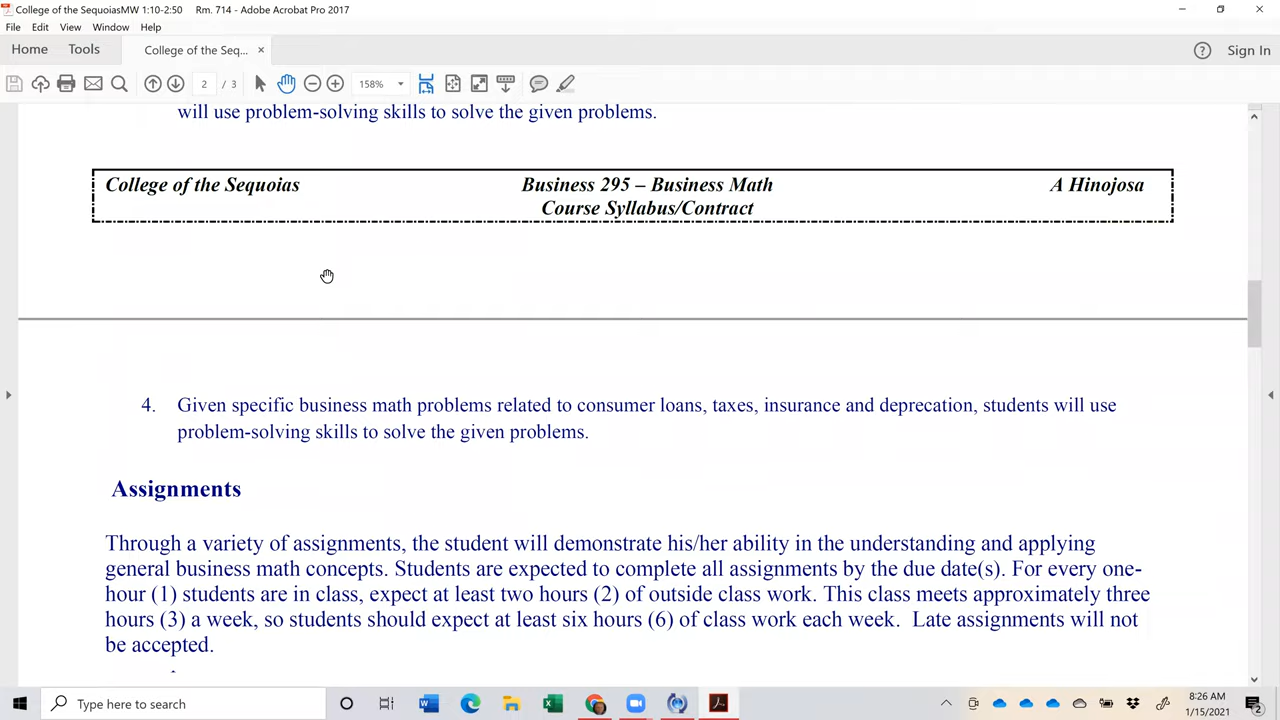 College of the SequoiasMW 1:10-2:50 Rm. 714 - Adobe Acrobat Pro 2017
File Edit View Window Help
Home Tools College of the Seq... × Sign In
2 / 3 158%
will use problem-solving skills to solve the given problems.
College of the Sequoias Business 295 – Business Math A Hinojosa
Course Syllabus/Contract
4. Given specific business math problems related to consumer loans, taxes, insurance and deprecation, students will use
problem-solving skills to solve the given problems.
Assignments
Through a variety of assignments, the student will demonstrate his/her ability in the understanding and applying
general business math concepts. Students are expected to complete all assignments by the due date(s). For every one-
hour (1) students are in class, expect at least two hours (2) of outside class work. This class meets approximately three
hours (3) a week, so students should expect at least six hours (6) of class work each week. Late assignments will not
be accepted.
Type here to search
8:26 AM
1/15/2021
2